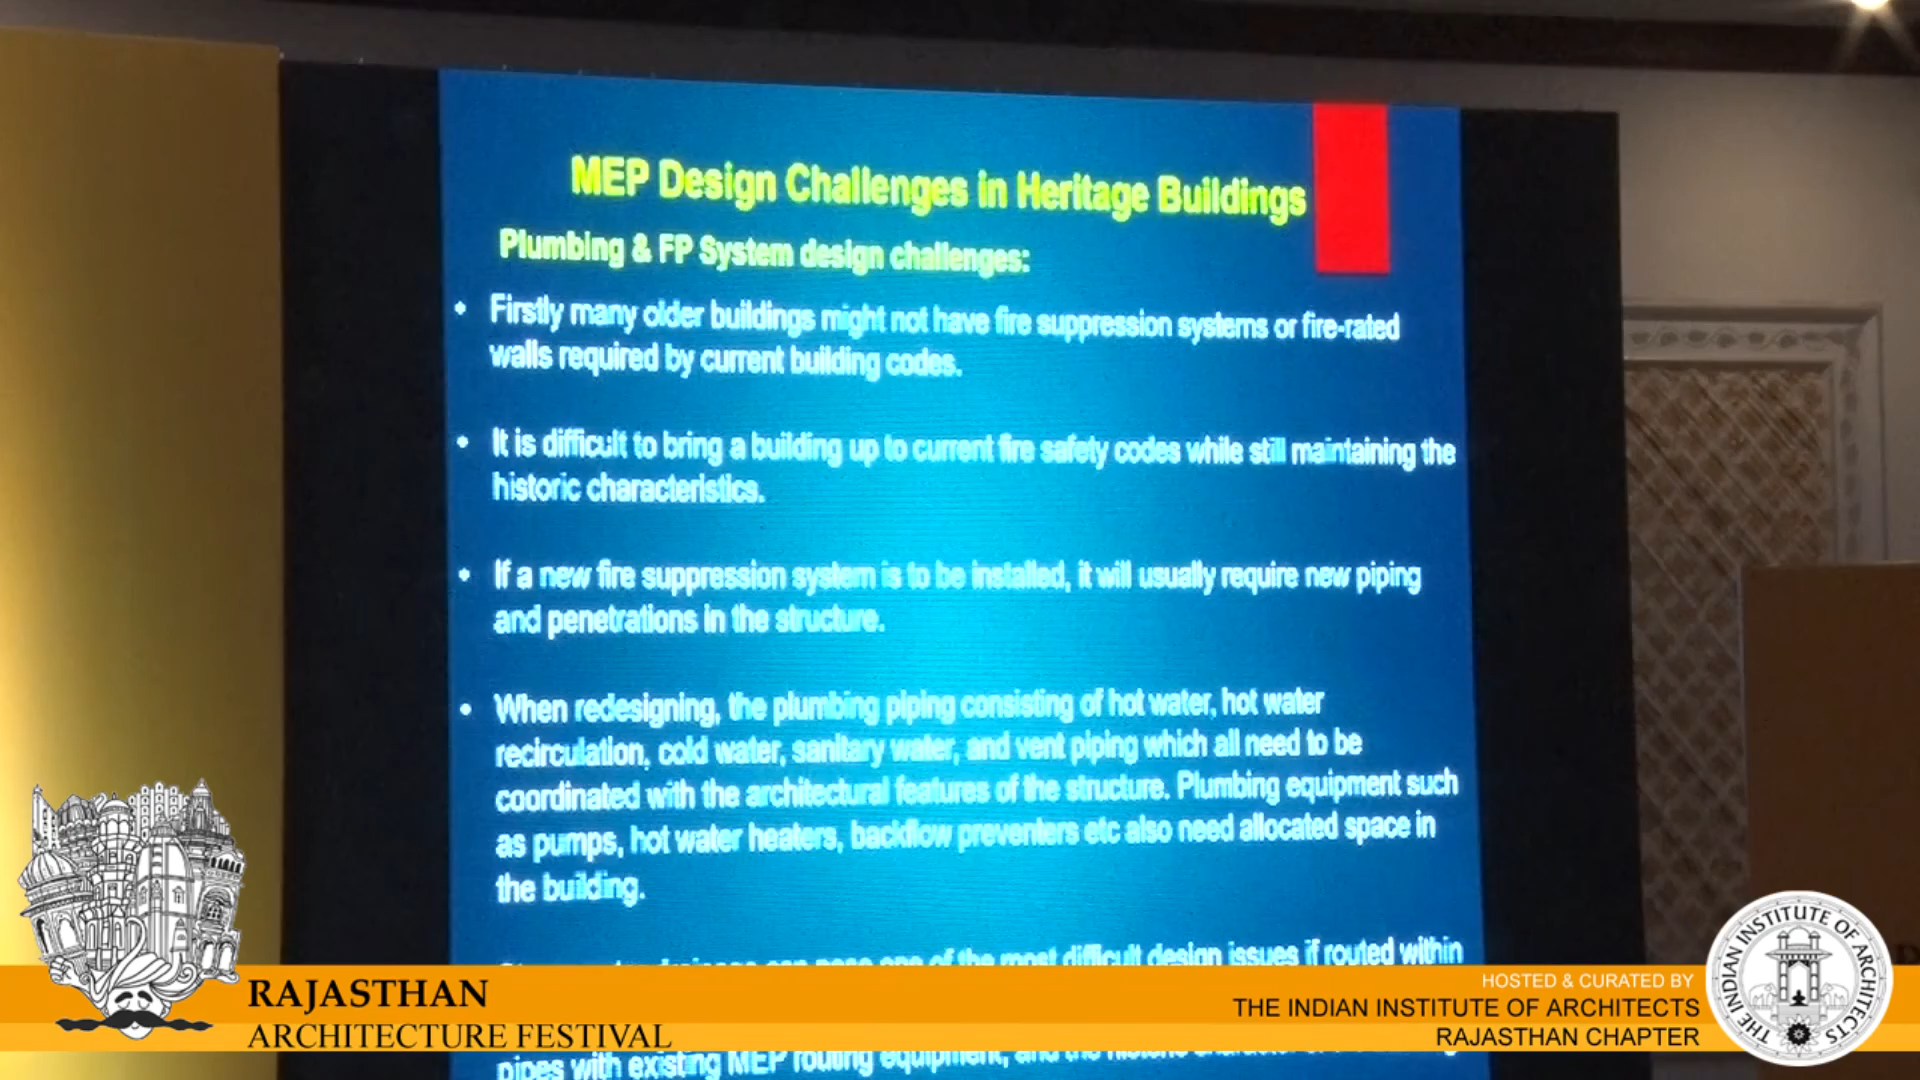 MEP Design Challenges in Heritage Buildings
Plumbing & FP System design challenges:
• Firstly many older buildings might not have fire suppression systems or fire-rated
walls required by current building codes.
• It is difficult to bring a building up to current fire safety codes while still maintaining the
historic characteristics.
• If a new fire suppression system is to be installed, it will usually require new piping
and penetrations in the structure.
• When redesigning, the plumbing piping consisting of hot water, hot water
recirculation, cold water, sanitary water, and vent piping which all need to be
coordinated with the architectural features of the structure. Plumbing equipment such
as pumps, hot water heaters, backflow preventers etc also need allocated space in
the building.
can pose one of the most difficult design issues if routed within
pipes with existing MEP routing equipment, and the historic
RAJASTHAN
ARCHITECTURE FESTIVAL
HOSTED & CURATED BY
THE INDIAN INSTITUTE OF ARCHITECTS
RAJASTHAN CHAPTER
THE INDIAN INSTITUTE OF ARCHITECTS